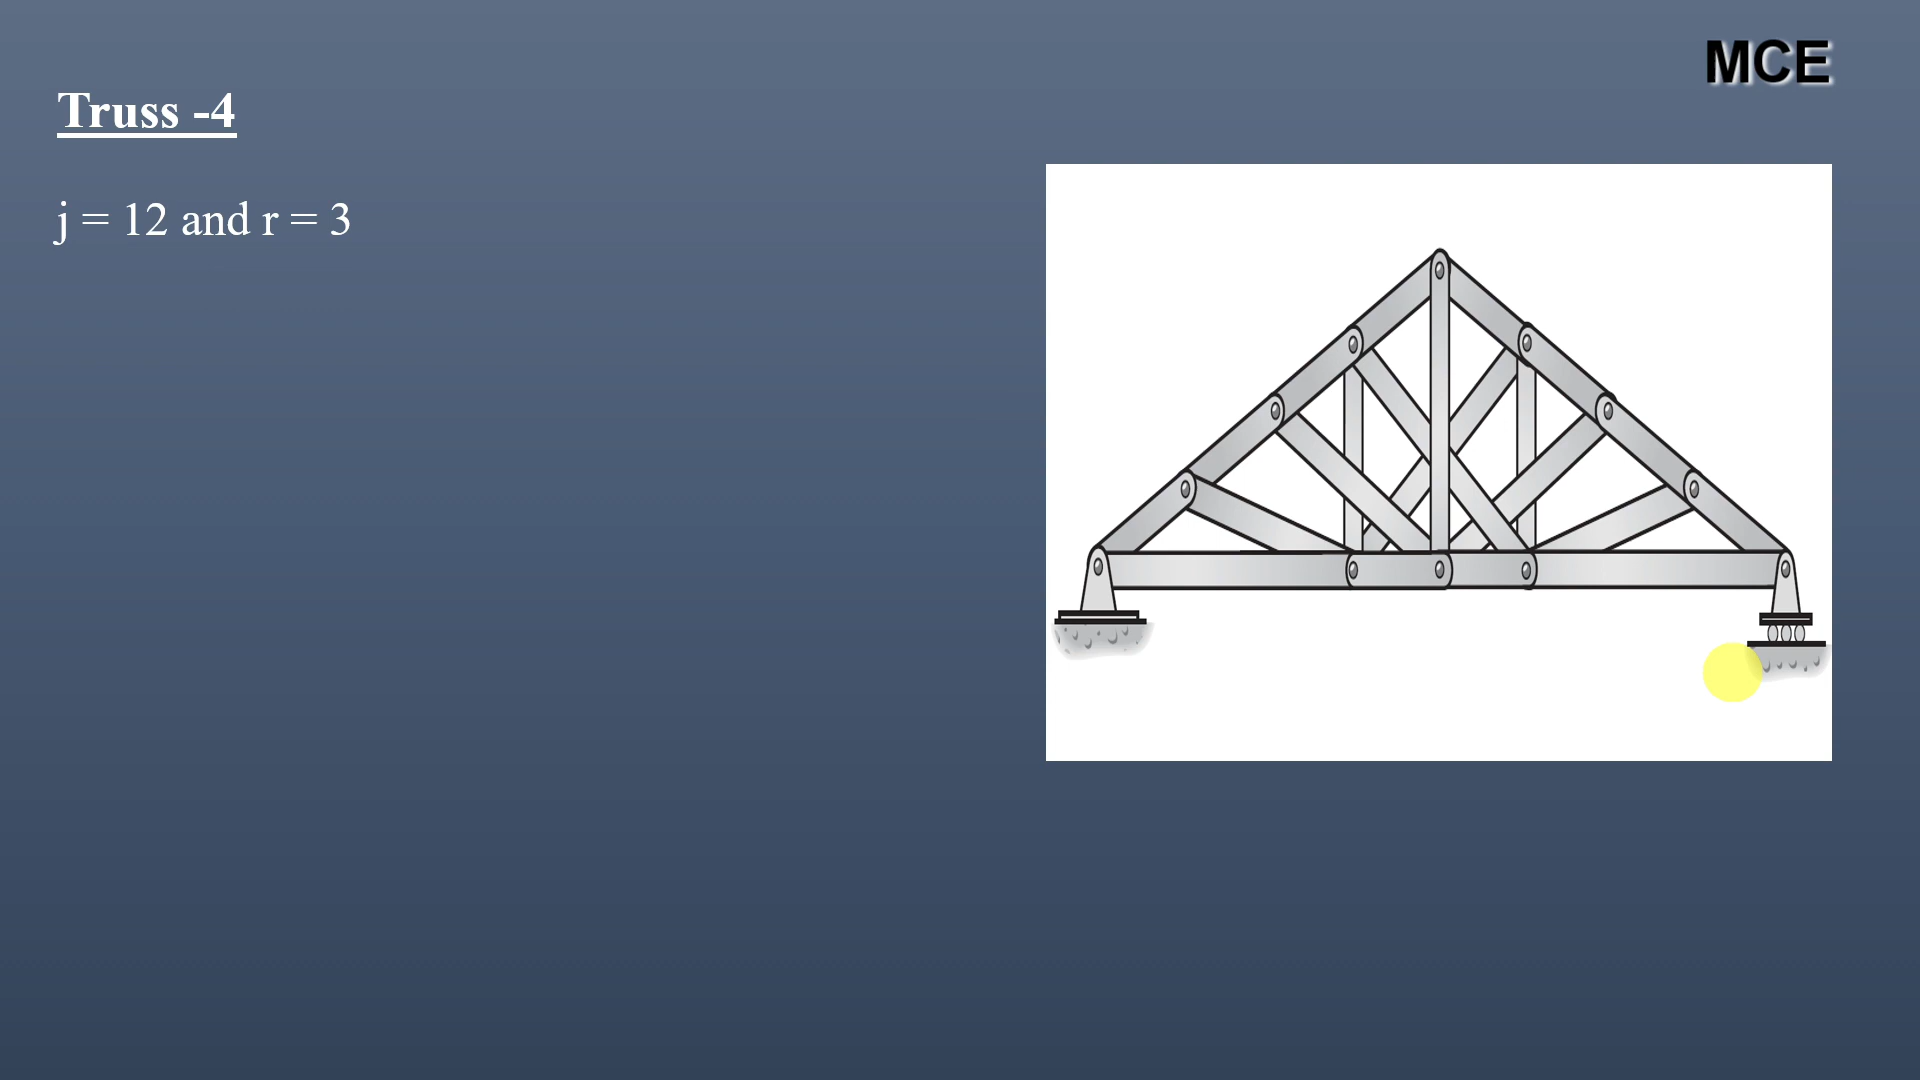 MCE
Truss -4
j = 12 and r = 3